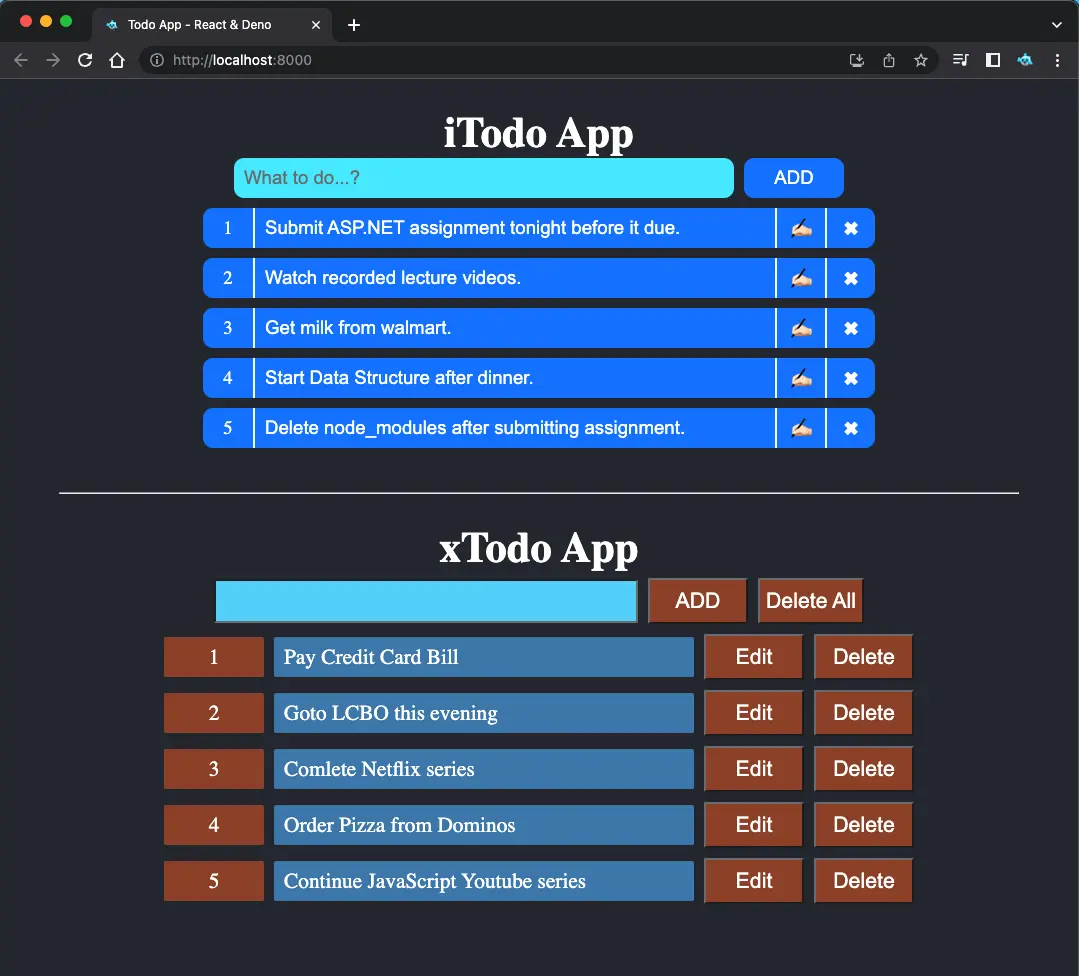 Todo App - React & Deno
http://localhost:8000
iTodo App
What to do...? ADD
1 Submit ASP.NET assignment tonight before it due. ✍🏻 ✖
2 Watch recorded lecture videos. ✍🏻 ✖
3 Get milk from walmart. ✍🏻 ✖
4 Start Data Structure after dinner. ✍🏻 ✖
5 Delete node_modules after submitting assignment. ✍🏻 ✖
xTodo App
ADD Delete All
1 Pay Credit Card Bill Edit Delete
2 Goto LCBO this evening Edit Delete
3 Comlete Netflix series Edit Delete
4 Order Pizza from Dominos Edit Delete
5 Continue JavaScript Youtube series Edit Delete